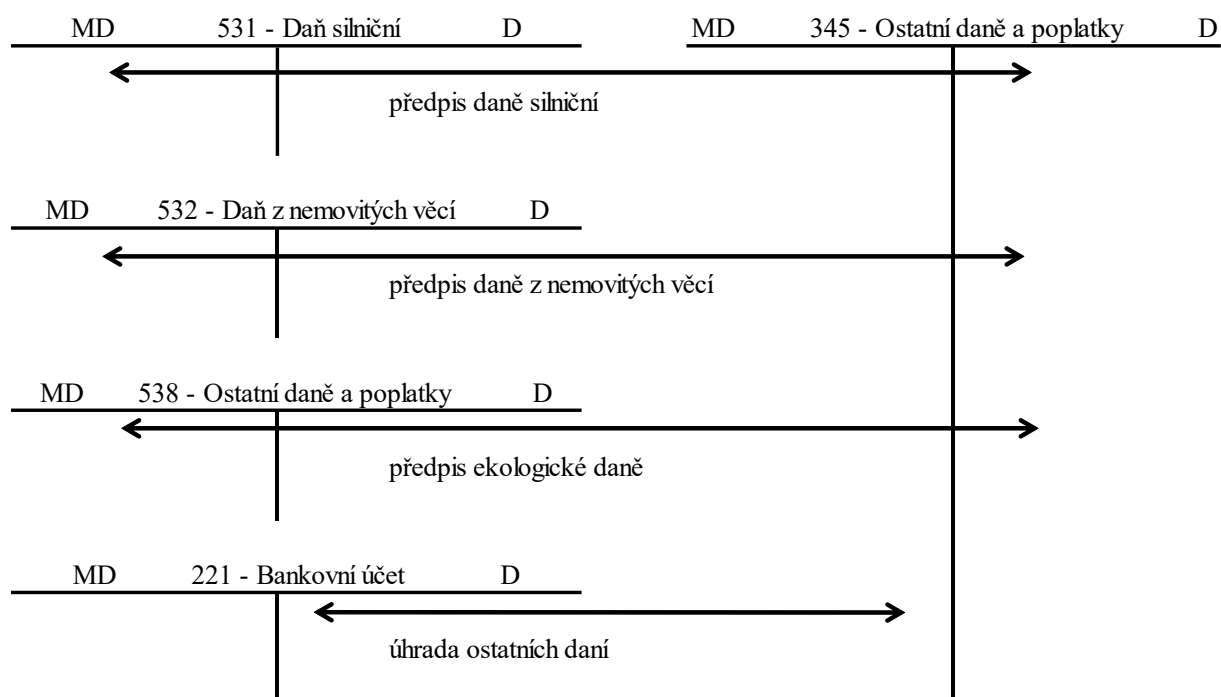 MD 531 - Daň silniční D MD 345 - Ostatní daně a poplatky D
předpis daně silniční
MD 532 - Daň z nemovitých věcí D
předpis daně z nemovitých věcí
MD 538 - Ostatní daně a poplatky D
předpis ekologické daně
MD 221 - Bankovní účet D
úhrada ostatních daní